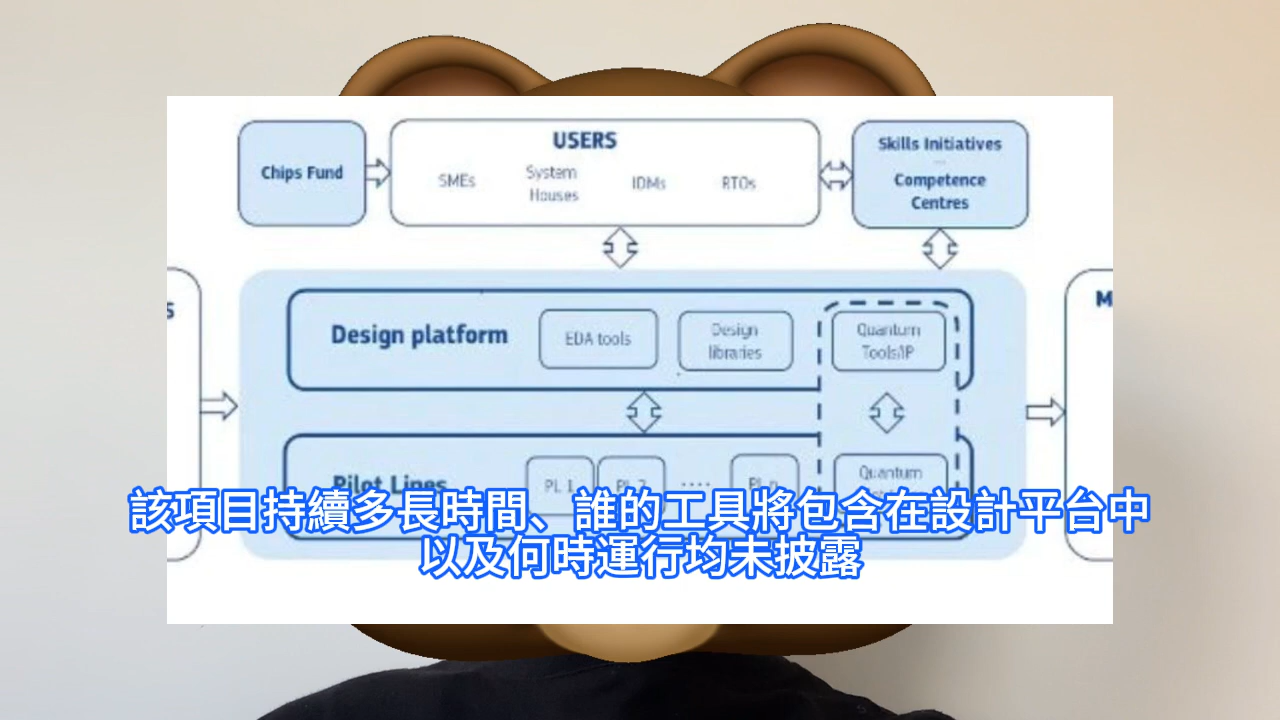 Chips Fund
USERS
SMEs
System
Houses
IDMs
RTOs
Skills Initiatives
Competence
Centres
S
M
Design platform
EDA tools
Design
libraries
Quantum
Tools/IP
Pilot Lines
PL 1
PL 2
....
PL n
Quantum
該項目持續多長時間、誰的工具將包含在設計平台中
以及何時運行均未披露